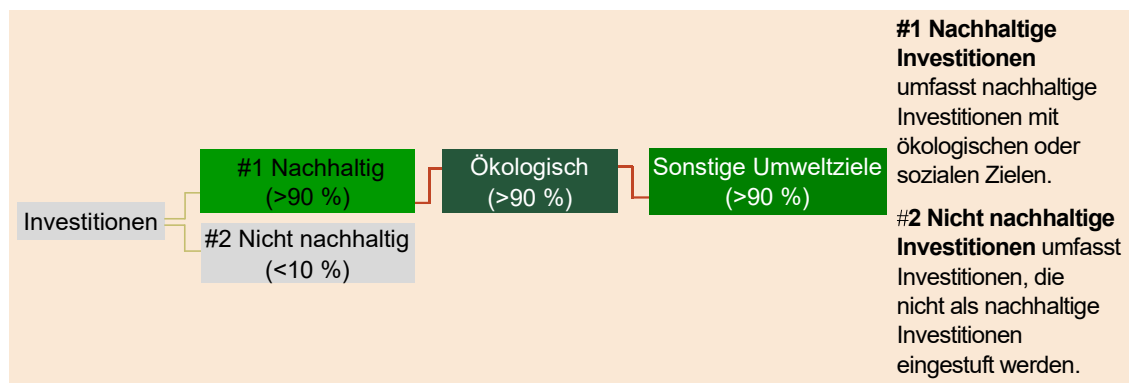 Investitionen
#1 Nachhaltig
(>90 %)
#2 Nicht nachhaltig
(<10 %)
Ökologisch
(>90 %)
Sonstige Umweltziele
(>90 %)
#1 Nachhaltige
Investitionen
umfasst nachhaltige
Investitionen mit
ökologischen oder
sozialen Zielen.
#2 Nicht nachhaltige
Investitionen umfasst
Investitionen, die
nicht als nachhaltige
Investitionen
eingestuft werden.